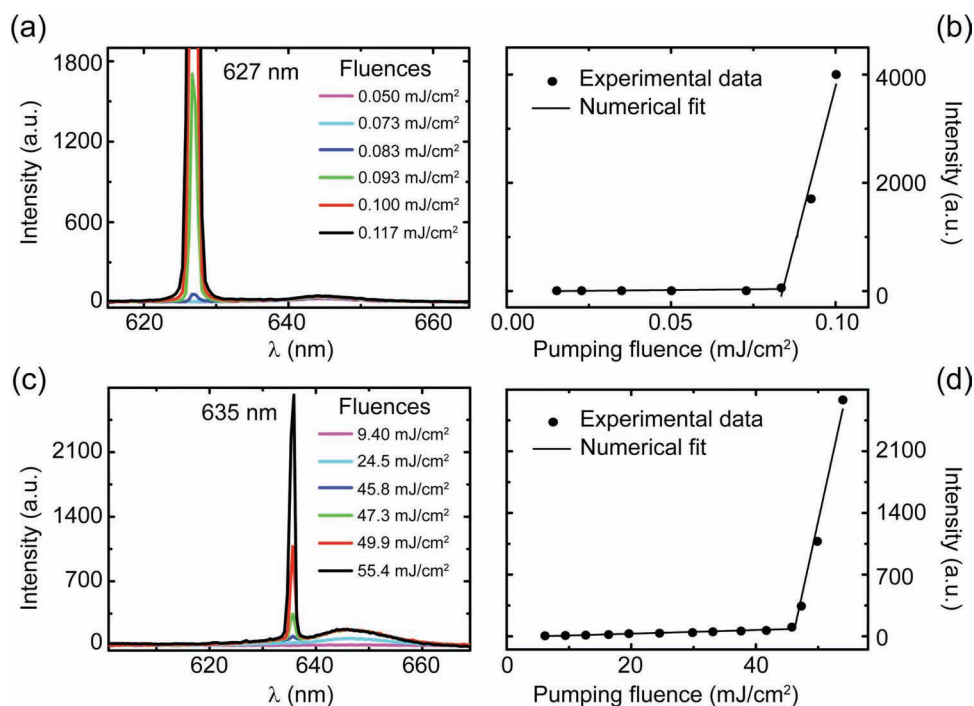 (a)
1800
1200
600
0
Intensity (a.u.)
627 nm
Fluences
0.050 mJ/cm²
0.073 mJ/cm²
0.083 mJ/cm²
0.093 mJ/cm²
0.100 mJ/cm²
0.117 mJ/cm²
620 640 660
λ (nm)
(b)
Experimental data
Numerical fit
4000
2000
0
Intensity (a.u.)
0.00 0.05 0.10
Pumping fluence (mJ/cm²)
(c)
2100
1400
700
0
Intensity (a.u.)
635 nm
Fluences
9.40 mJ/cm²
24.5 mJ/cm²
45.8 mJ/cm²
47.3 mJ/cm²
49.9 mJ/cm²
55.4 mJ/cm²
620 640 660
λ (nm)
(d)
Experimental data
Numerical fit
2100
1400
700
0
Intensity (a.u.)
0 20 40
Pumping fluence (mJ/cm²)